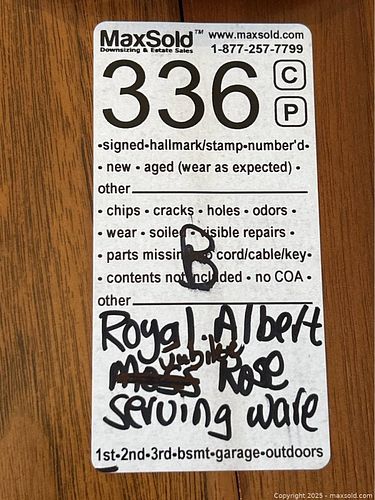 MaxSold™ www.maxsold.com
Downsizing & Estate Sales 1-877-257-7799
336 C
P
•signed•hallmark/stamp•number'd•
• new • aged (wear as expected) •
other
• chips • cracks • holes • odors •
• wear • soiled • visible repairs •
• parts missing • cord/cable/key•
• contents not included • no COA •
B
other
Royal Albert
Jubilee
Moss Rose
serving ware
1st•2nd•3rd•bsmt•garage•outdoors
Copyright 2025 - maxsold.com